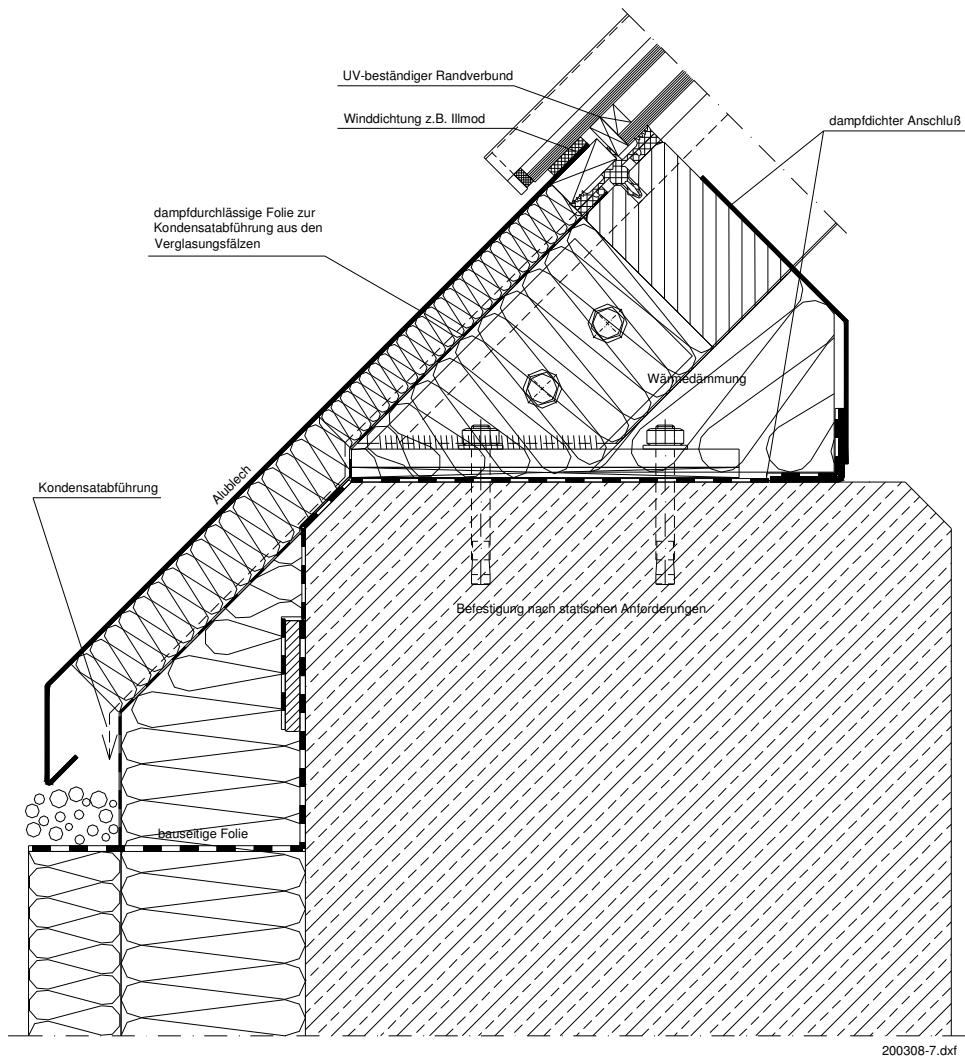 UV-beständiger Randverbund
Winddichtung z.B. Illmod
dampfdichter Anschluß
dampfdurchlässige Folie zur
Kondensatabführung aus den
Verglasungsfälzen
Wärmedämmung
Alublech
Kondensatabführung
Befestigung nach statischen Anforderungen
bauseitige Folie
200308-7.dxf